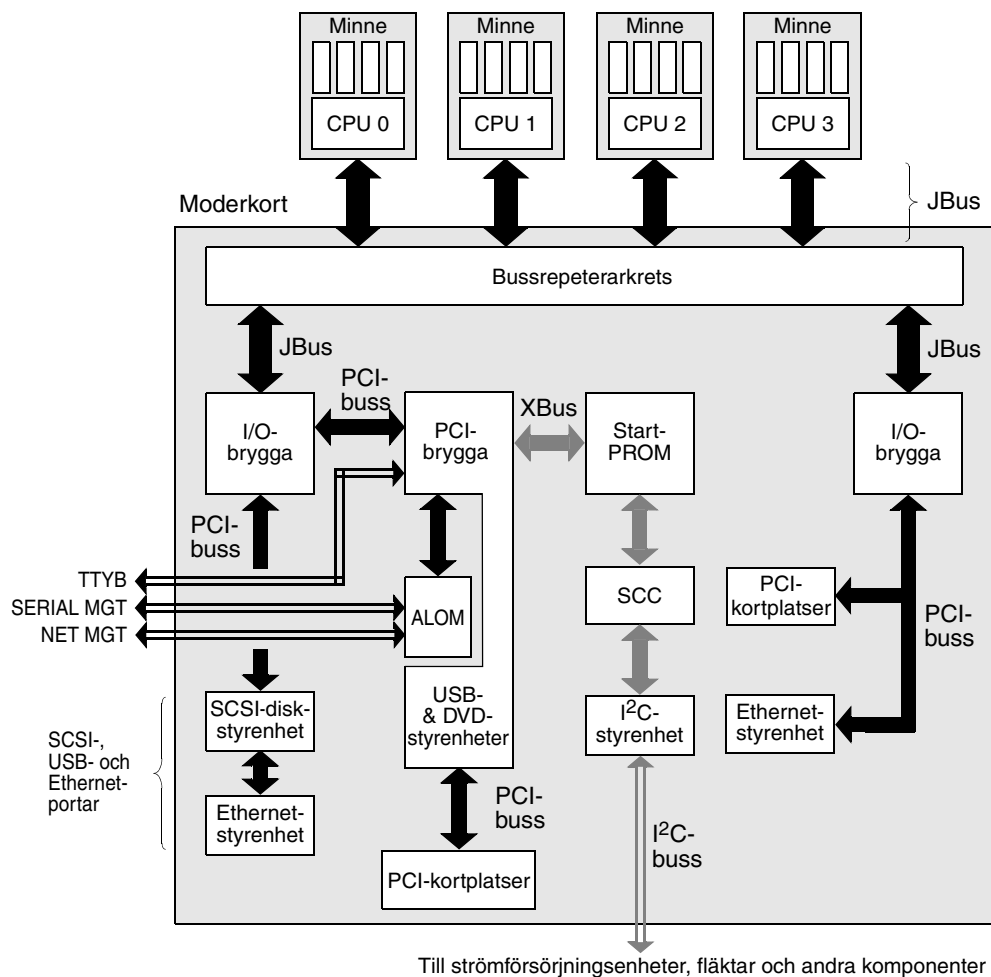 Minne
Minne
Minne
Minne
CPU 0
CPU 1
CPU 2
CPU 3
JBus
Moderkort
Bussrepeterarkrets
JBus
JBus
PCI-
buss
XBus
I/O-
brygga
PCI-
brygga
Start-
PROM
I/O-
brygga
PCI-
buss
TTYB
SERIAL MGT
NET MGT
ALOM
SCC
PCI-
kortplatser
PCI-
buss
SCSI-disk-
styrenhet
USB-
& DVD-
styrenheter
I²C-
styrenhet
Ethernet-
styrenhet
SCSI-,
USB- och
Ethernet-
portar
Ethernet-
styrenhet
PCI-
buss
I²C-
buss
PCI-kortplatser
Till strömförsörjningsenheter, fläktar och andra komponenter